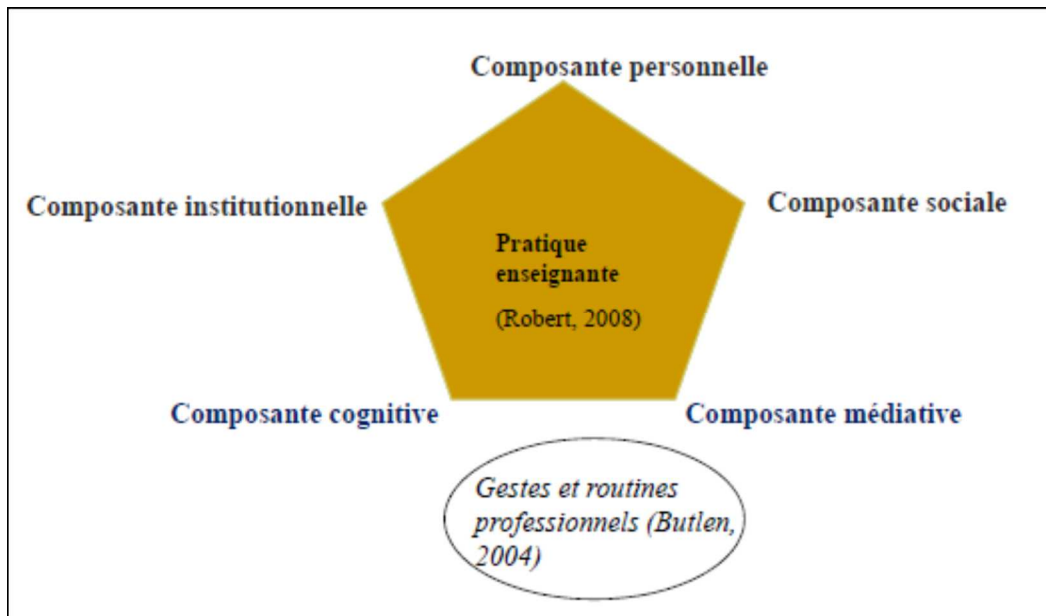 Composante personnelle
Composante institutionnelle
Composante sociale
Pratique
enseignante
(Robert, 2008)
Composante cognitive
Composante médiative
Gestes et routines
professionnels (Butlen,
2004)